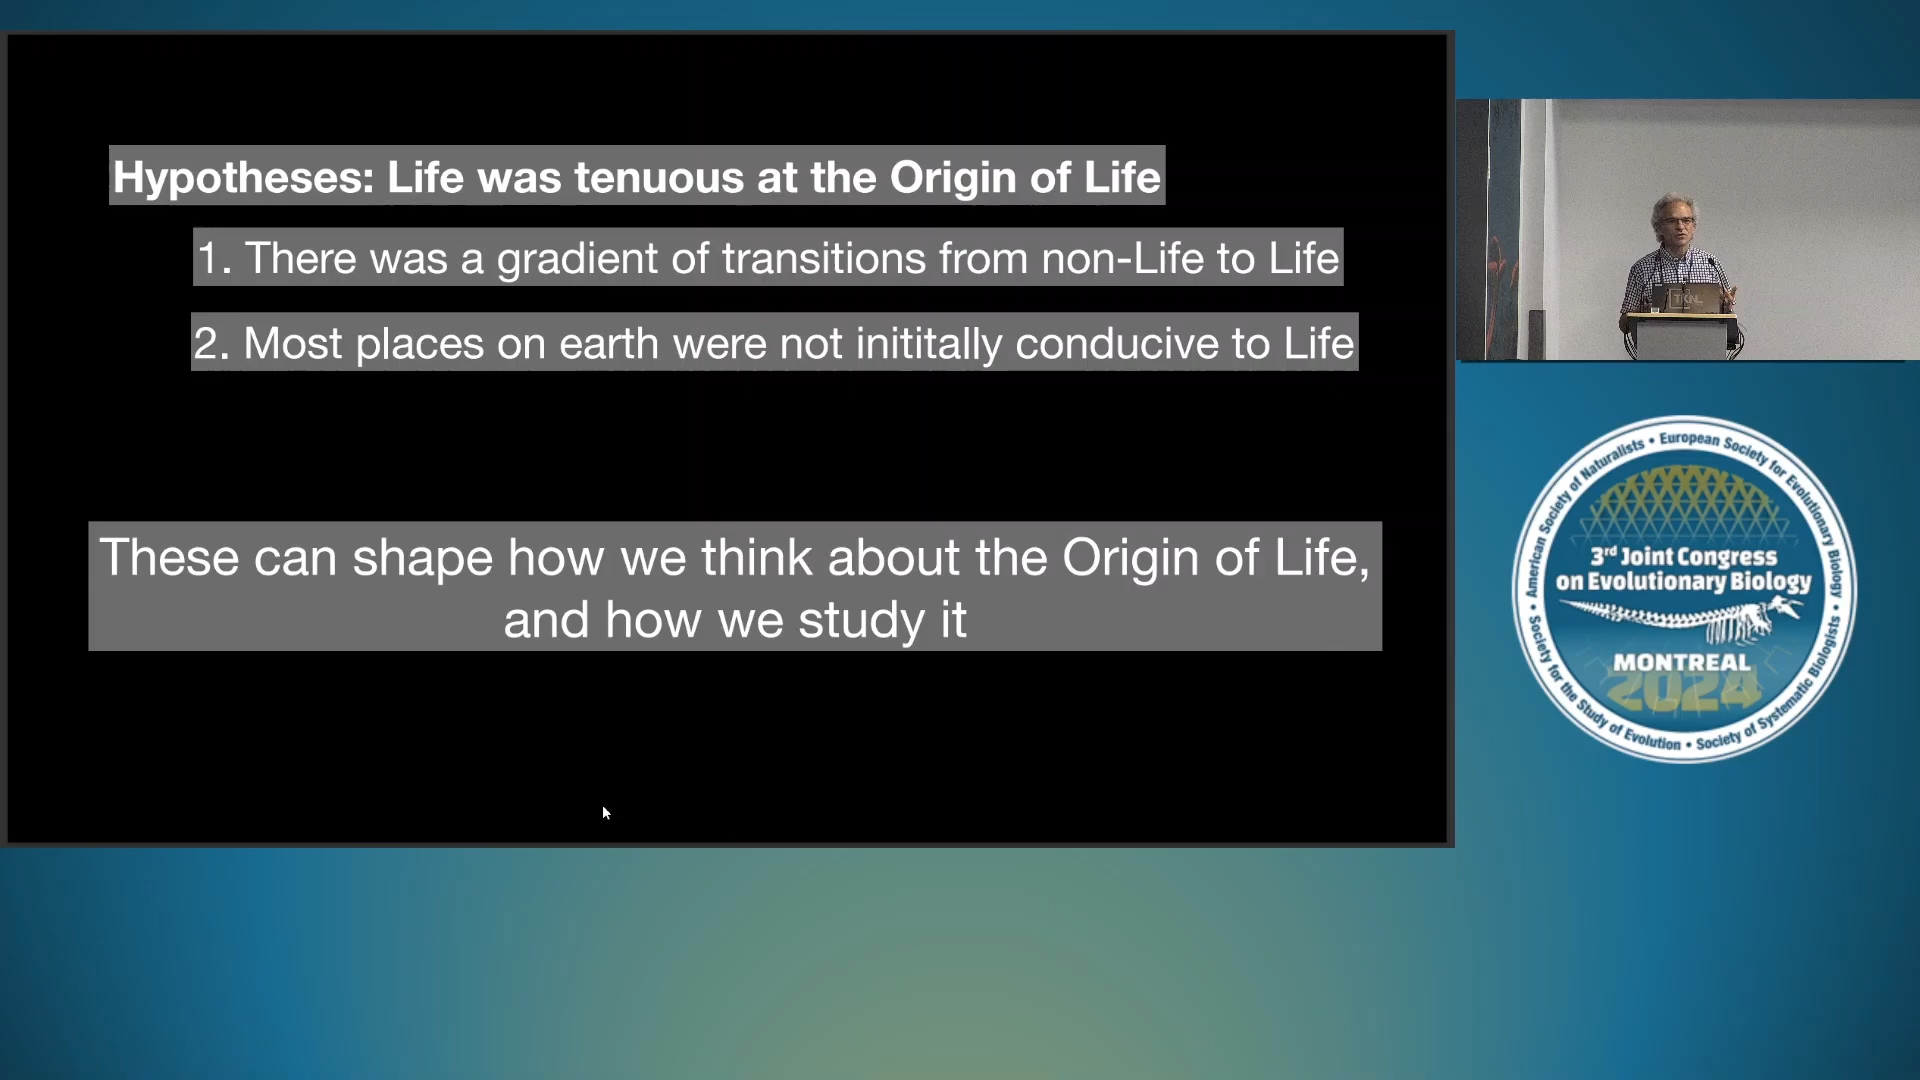 Hypotheses: Life was tenuous at the Origin of Life
1. There was a gradient of transitions from non-Life to Life
2. Most places on earth were not inititally conducive to Life
These can shape how we think about the Origin of Life,
and how we study it
TKNL
American Society of Naturalists • European Society for Evolutionary Biology •
Society for the Study of Evolution • Society of Systematic Biologists •
3rd Joint Congress
on Evolutionary Biology
MONTREAL
2024